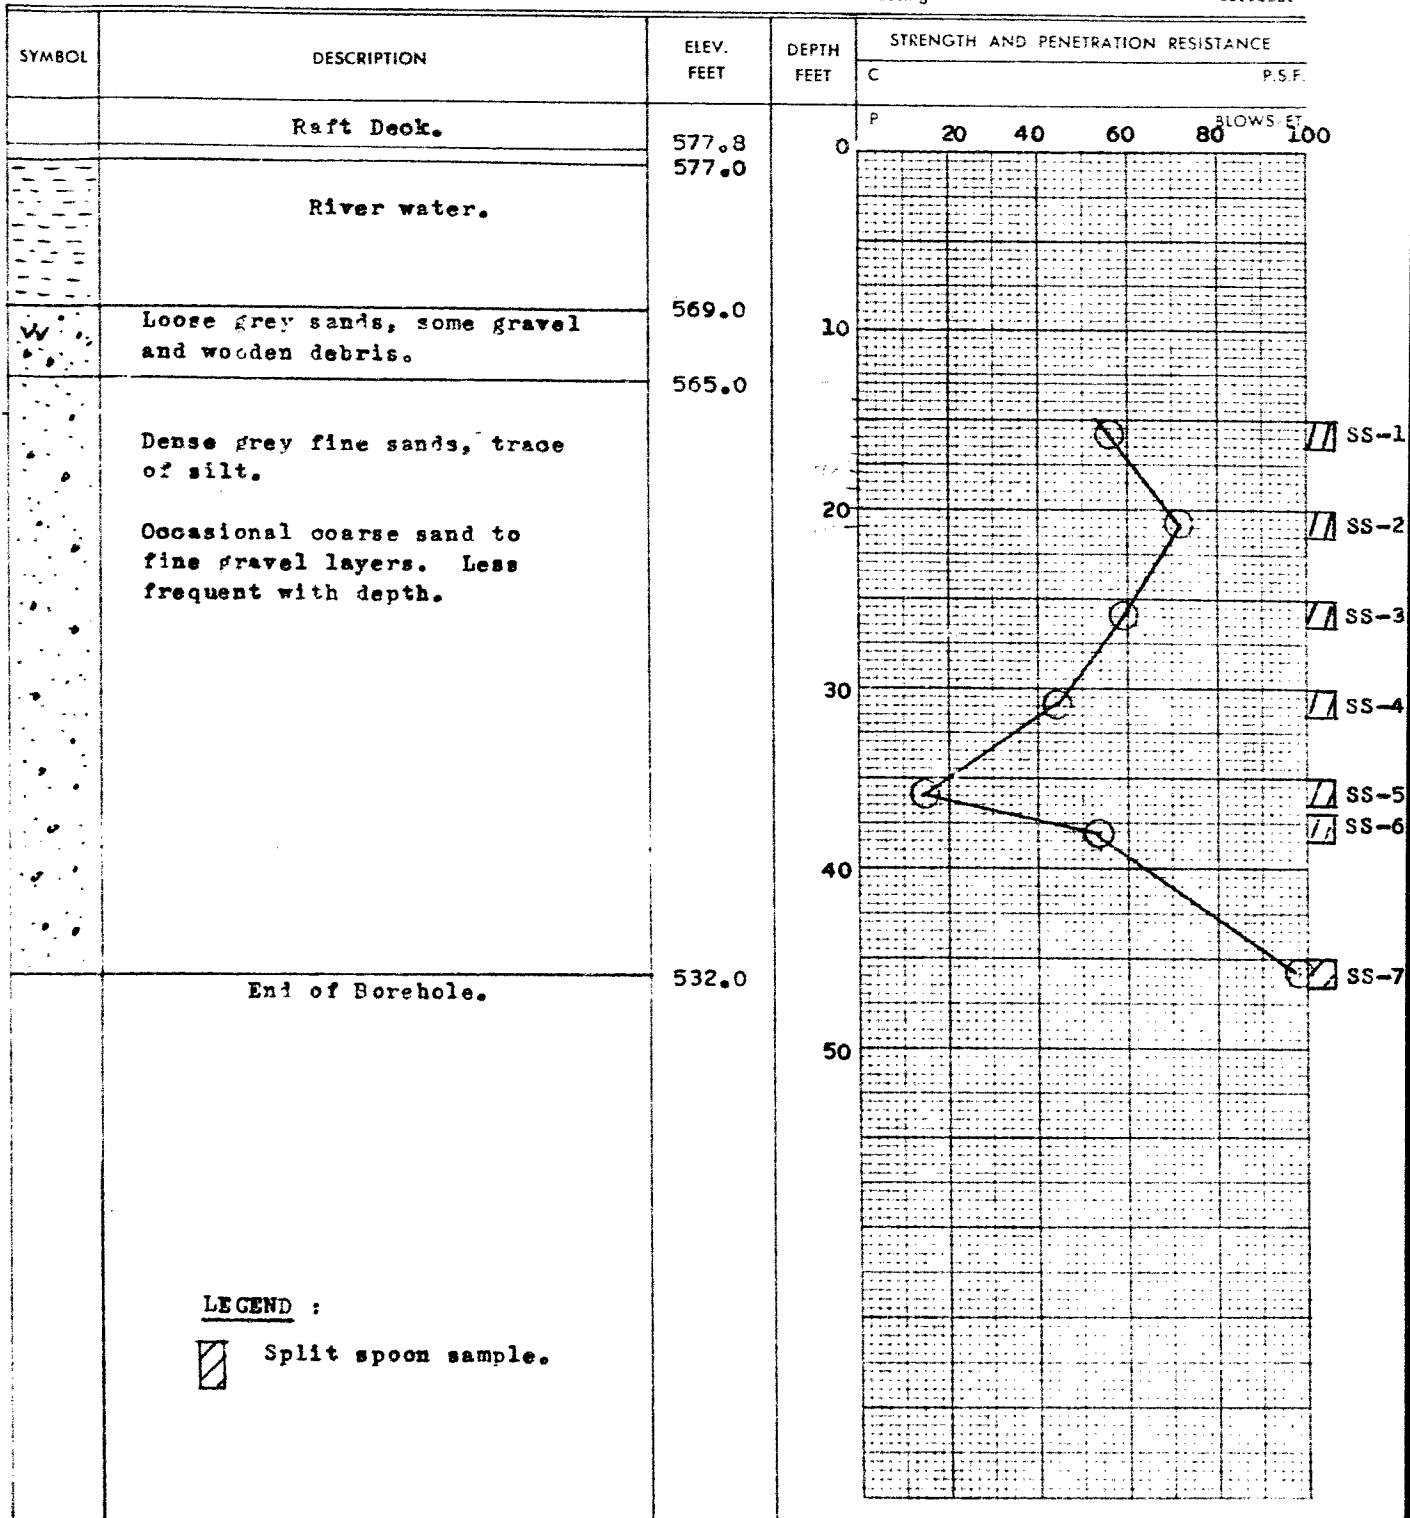 SYMBOL DESCRIPTION ELEV. FEET DEPTH FEET STRENGTH AND PENETRATION RESISTANCE
C P.S.F.
P BLOWS/FT.
20 40 60 80 100
Raft Deck.
577.8
0
577.0
River water.
569.0
Loose grey sands, some gravel
and wooden debris.
10
565.0
Dense grey fine sands, trace
of silt.
SS-1
20
SS-2
Occasional coarse sand to
fine gravel layers. Less
frequent with depth.
SS-3
30
SS-4
SS-5
SS-6
40
532.0
SS-7
End of Borehole.
50
LEGEND :
Split spoon sample.